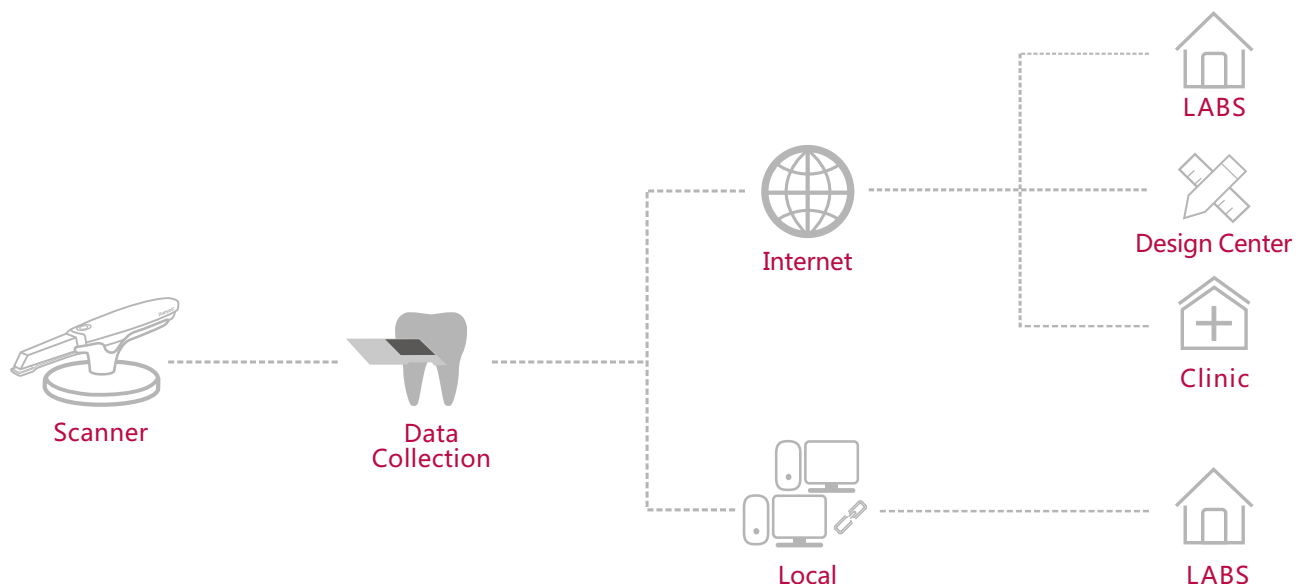 LABS
Design Center
Internet
Clinic
Scanner
Data
Collection
Local
LABS